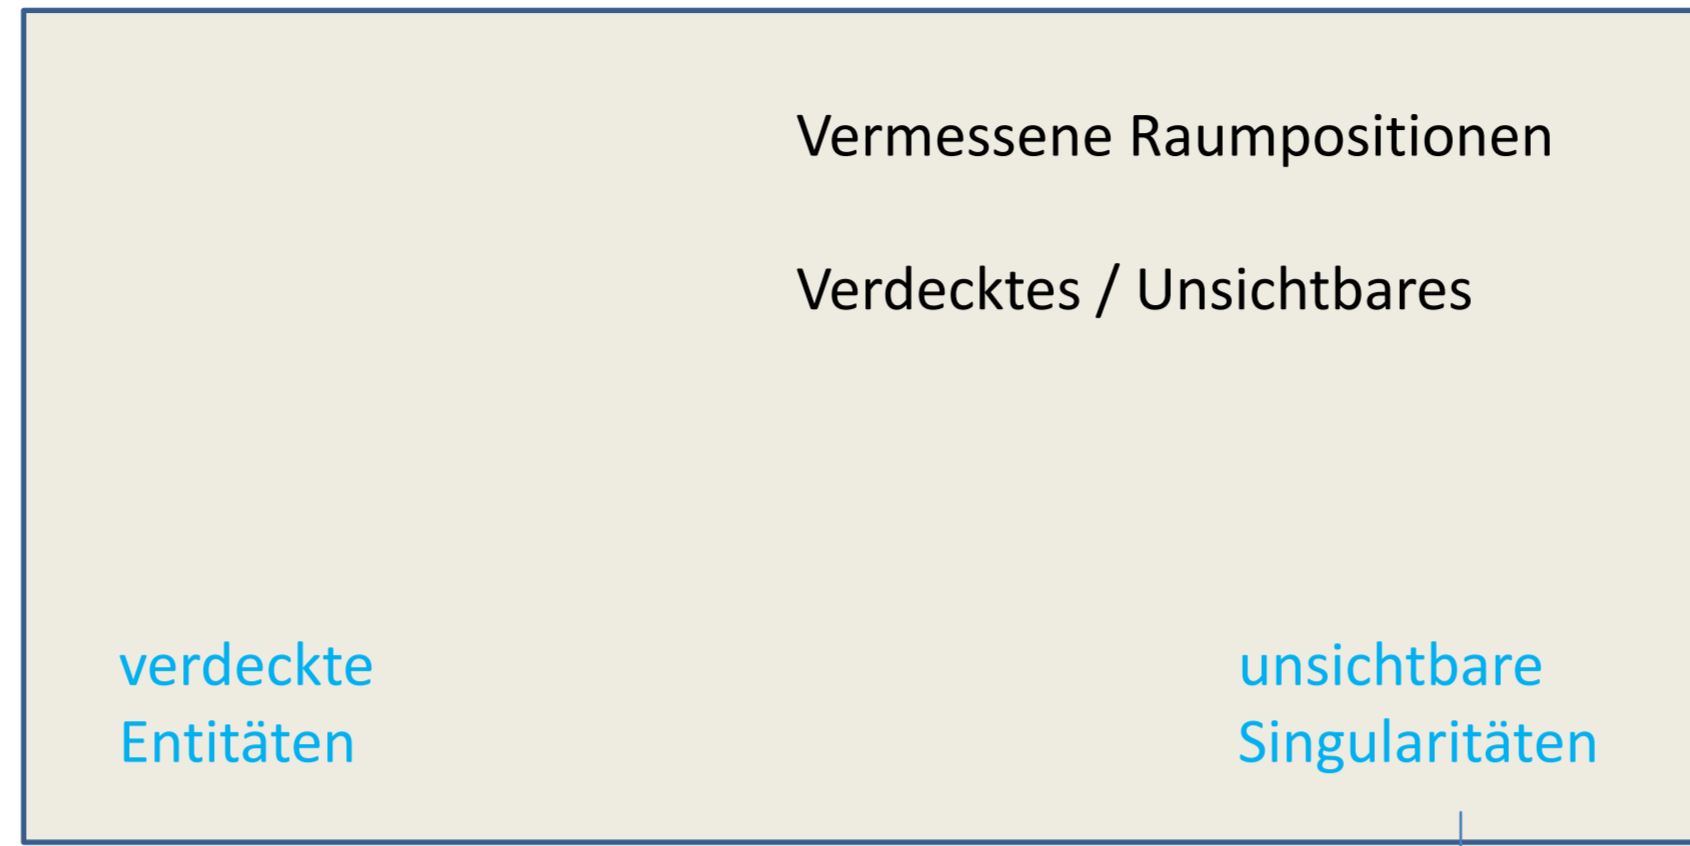 Vermessene Raumpositionen
Verdecktes / Unsichtbares
verdeckte
Entitäten
unsichtbare
Singularitäten